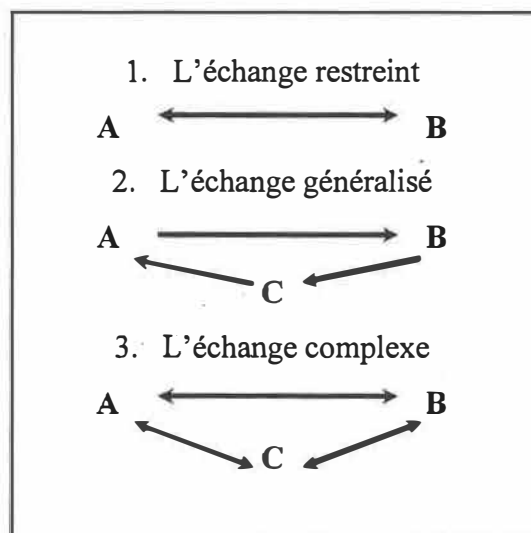 1. L'échange restreint
A B
2. L'échange généralisé
A B
C
3. L'échange complexe
A B
C